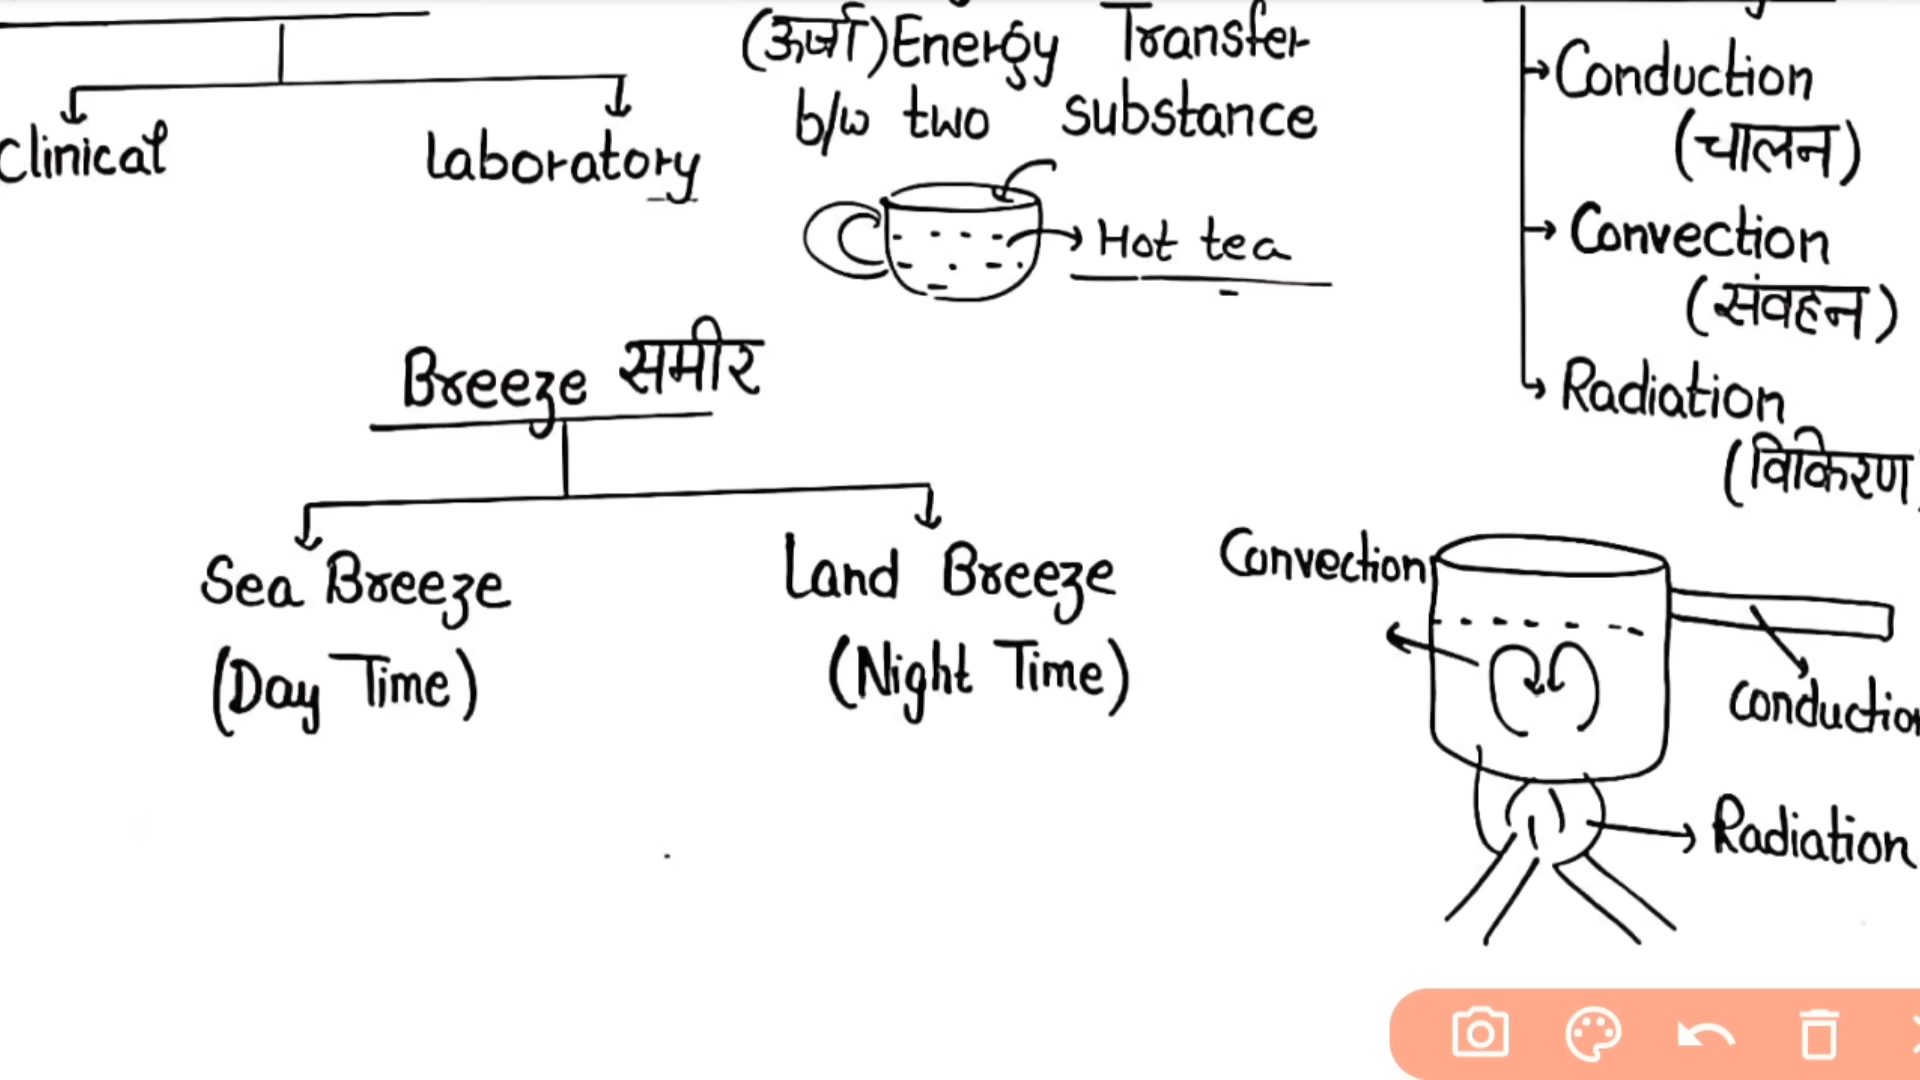 Clinical
Laboratory
(ऊर्जा) Energy Transfer
b/w two substance
Hot tea
Conduction
(चालन)
Convection
(संवहन)
Radiation
(विकिरण)
Breeze समीर
Sea Breeze
(Day Time)
Land Breeze
(Night Time)
Convection
conduction
Radiation